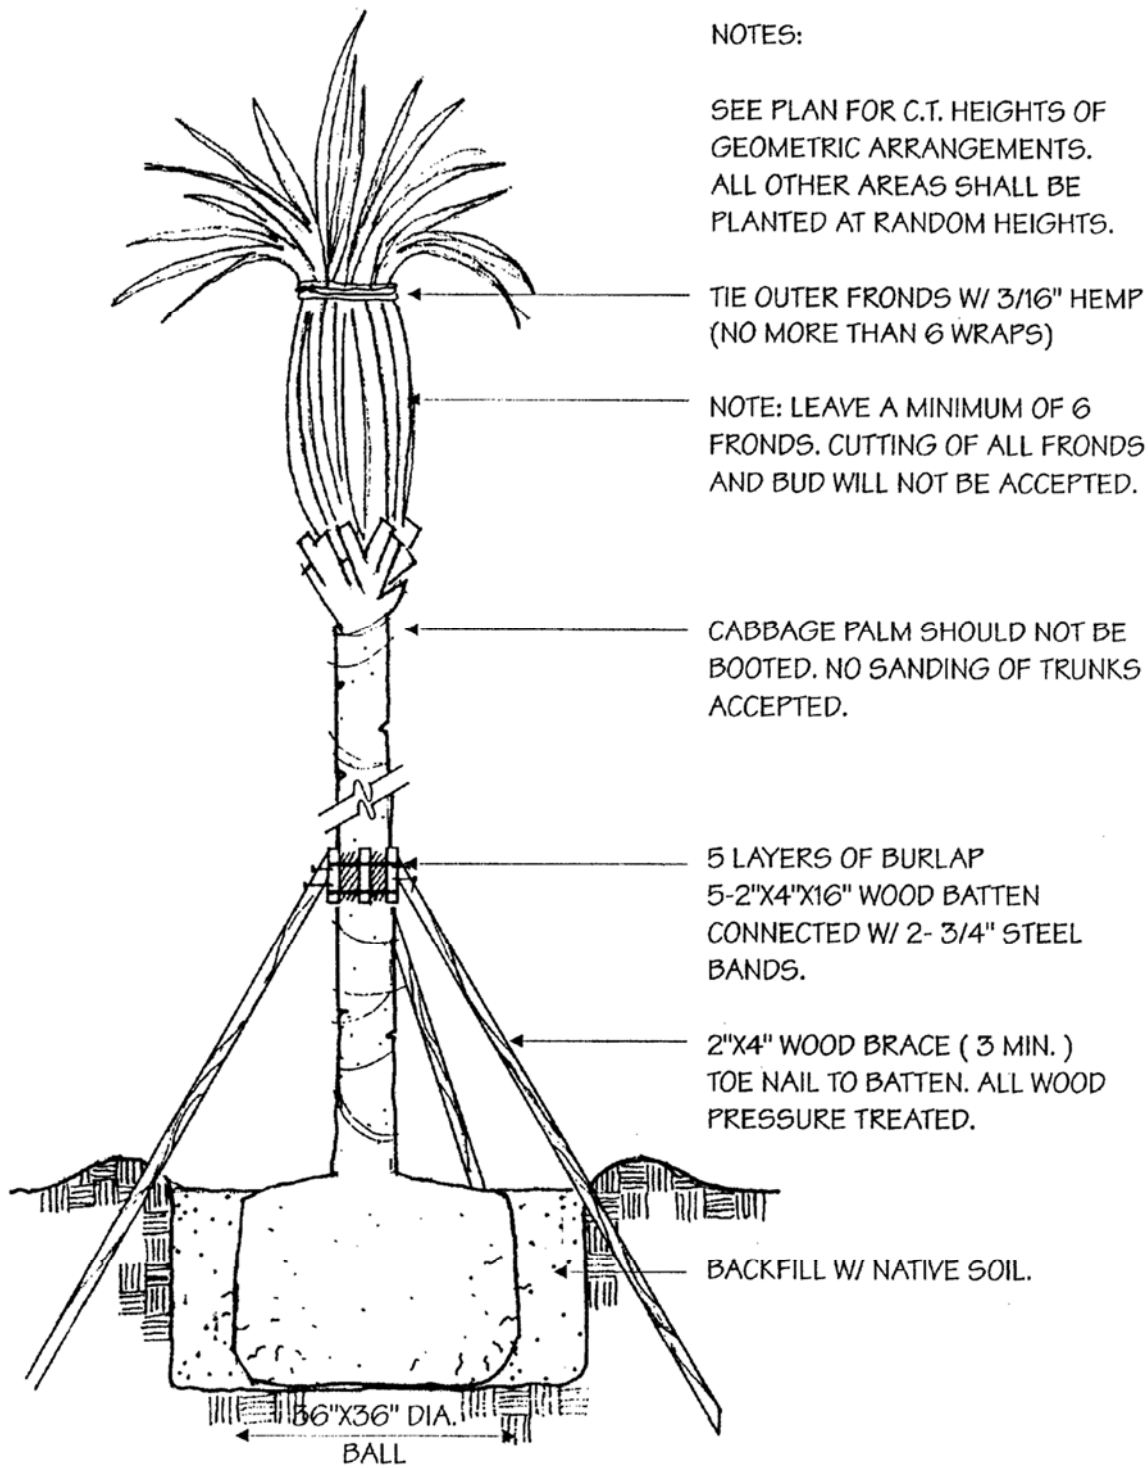 NOTES:
SEE PLAN FOR C.T. HEIGHTS OF
GEOMETRIC ARRANGEMENTS.
ALL OTHER AREAS SHALL BE
PLANTED AT RANDOM HEIGHTS.
TIE OUTER FRONDS W/ 3/16" HEMP
(NO MORE THAN 6 WRAPS)
NOTE: LEAVE A MINIMUM OF 6
FRONDS. CUTTING OF ALL FRONDS
AND BUD WILL NOT BE ACCEPTED.
CABBAGE PALM SHOULD NOT BE
BOOTED. NO SANDING OF TRUNKS
ACCEPTED.
5 LAYERS OF BURLAP
5-2"X4"X16" WOOD BATTEN
CONNECTED W/ 2- 3/4" STEEL
BANDS.
2"X4" WOOD BRACE ( 3 MIN. )
TOE NAIL TO BATTEN. ALL WOOD
PRESSURE TREATED.
BACKFILL W/ NATIVE SOIL.
36"X36" DIA.
BALL